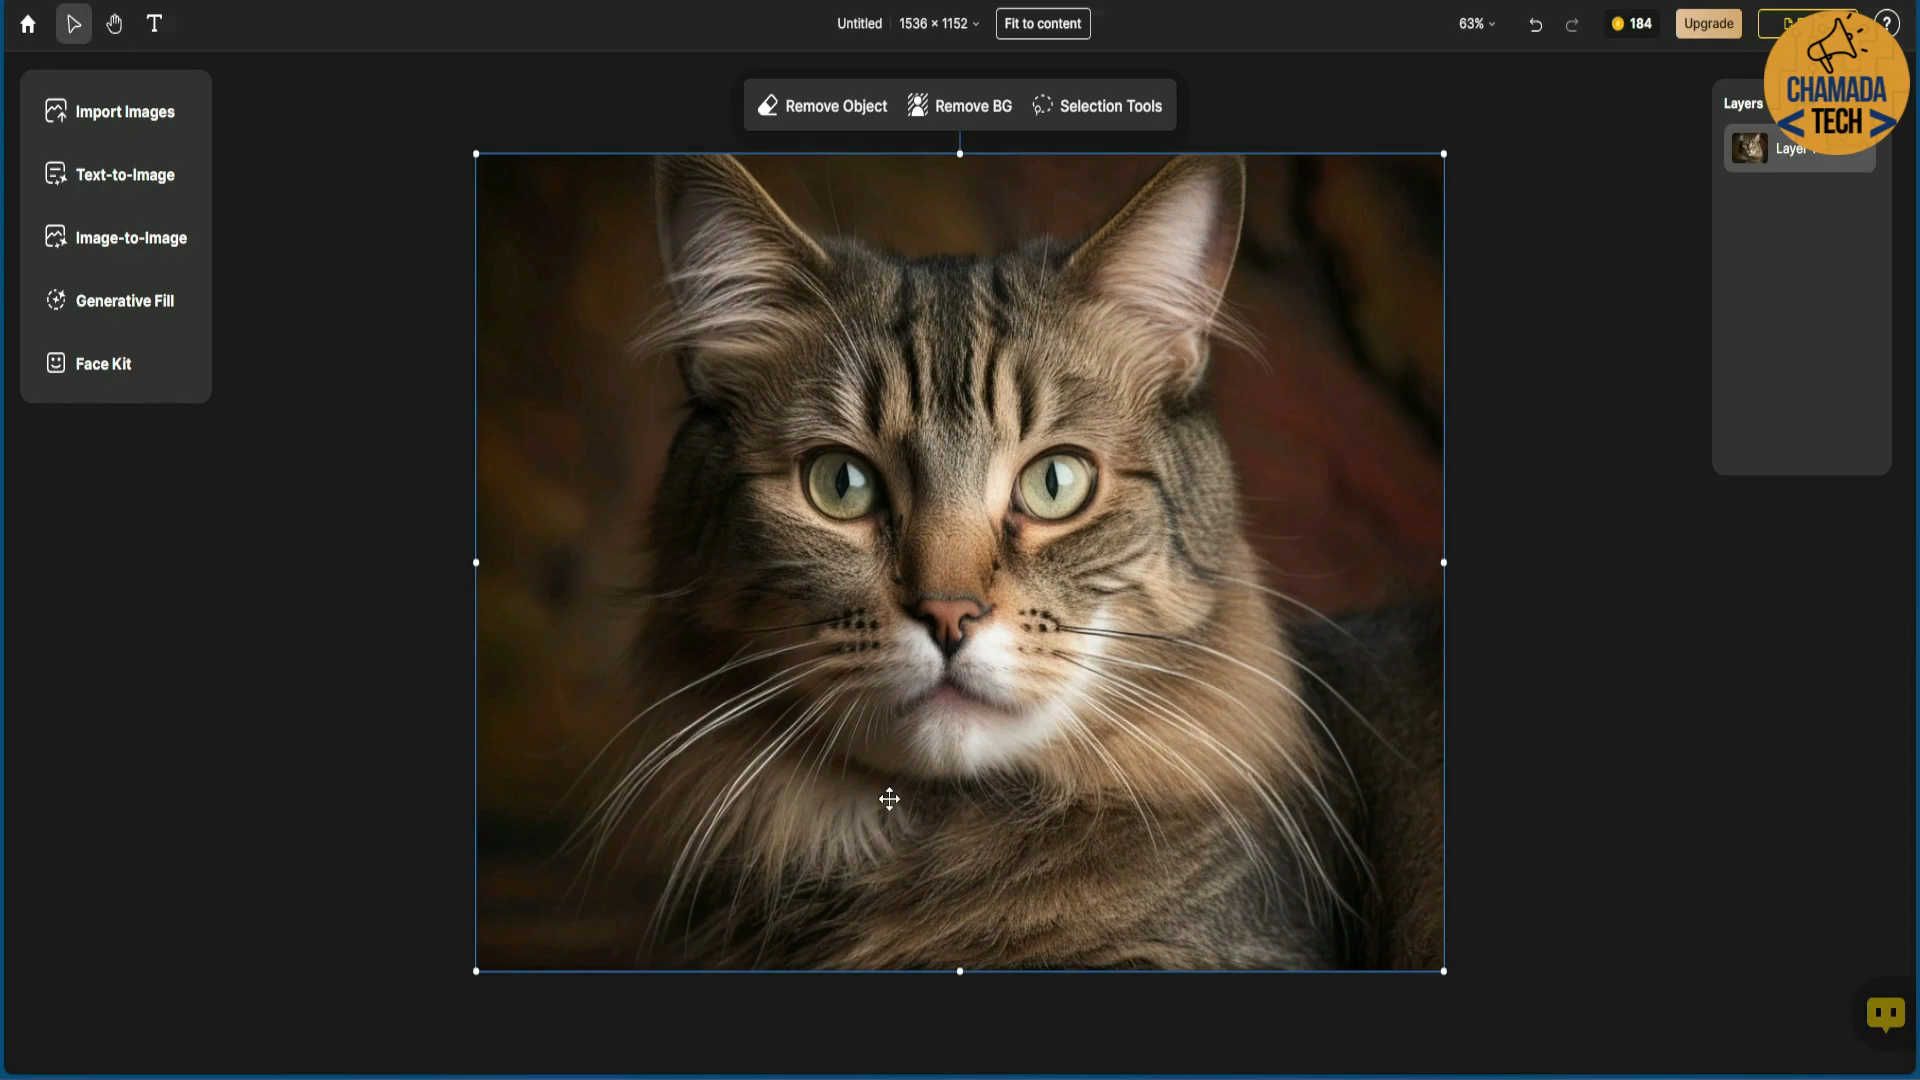 Untitled
1536 × 1152
Fit to content
63%
184
Upgrade
?
Import Images
Text-to-Image
Image-to-Image
Generative Fill
Face Kit
Remove Object
Remove BG
Selection Tools
Layers
CHAMADA
<TECH>